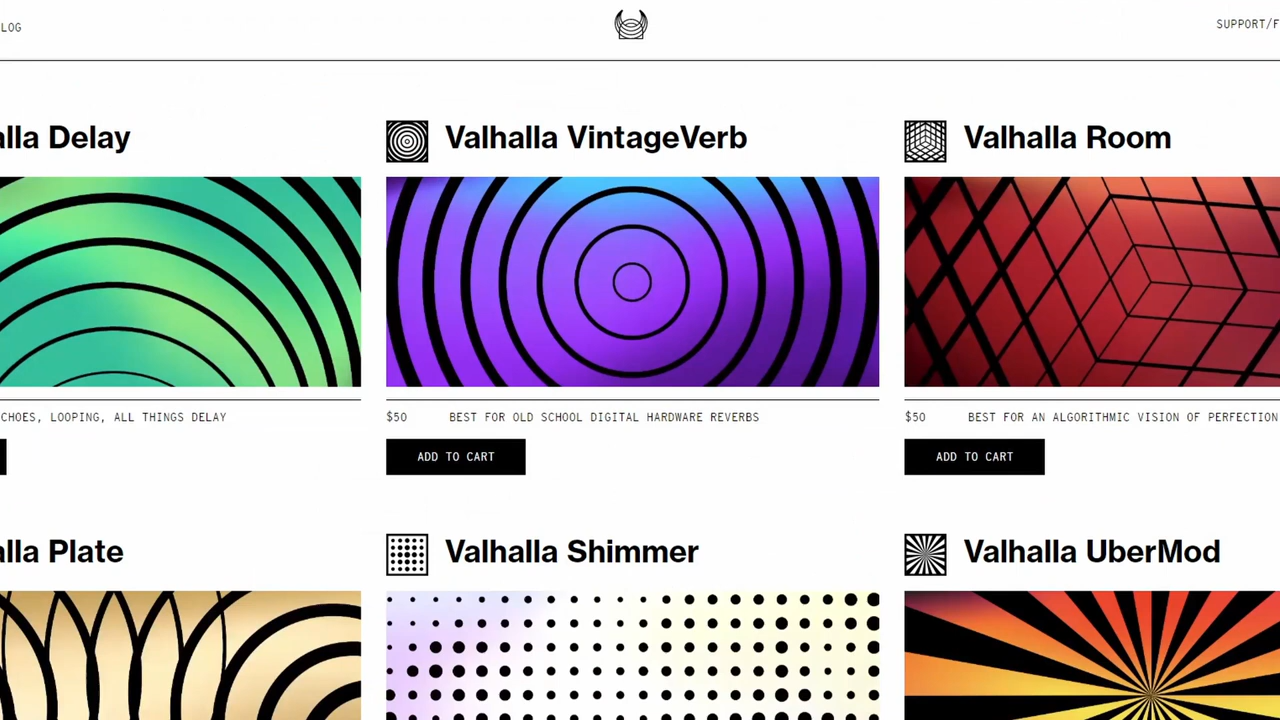 LOG
SUPPORT/F
alla Delay
Valhalla VintageVerb
Valhalla Room
CHOES, LOOPING, ALL THINGS DELAY
$50 BEST FOR OLD SCHOOL DIGITAL HARDWARE REVERBS
$50 BEST FOR AN ALGORITHMIC VISION OF PERFECTION
ADD TO CART
ADD TO CART
alla Plate
Valhalla Shimmer
Valhalla UberMod